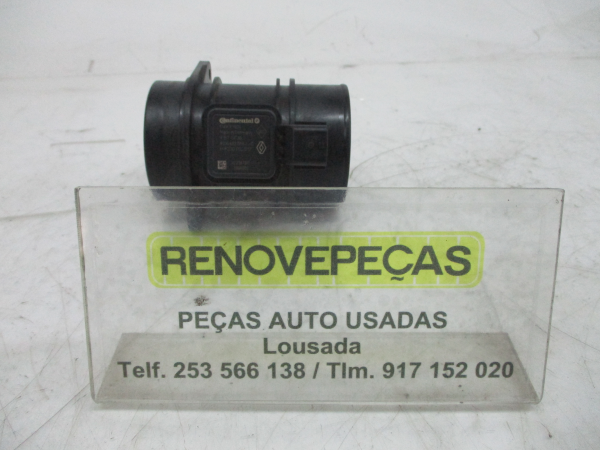 Continental
RENOVEPEÇAS
PEÇAS AUTO USADAS
Lousada
Telf. 253 566 138 / Tlm. 917 152 020